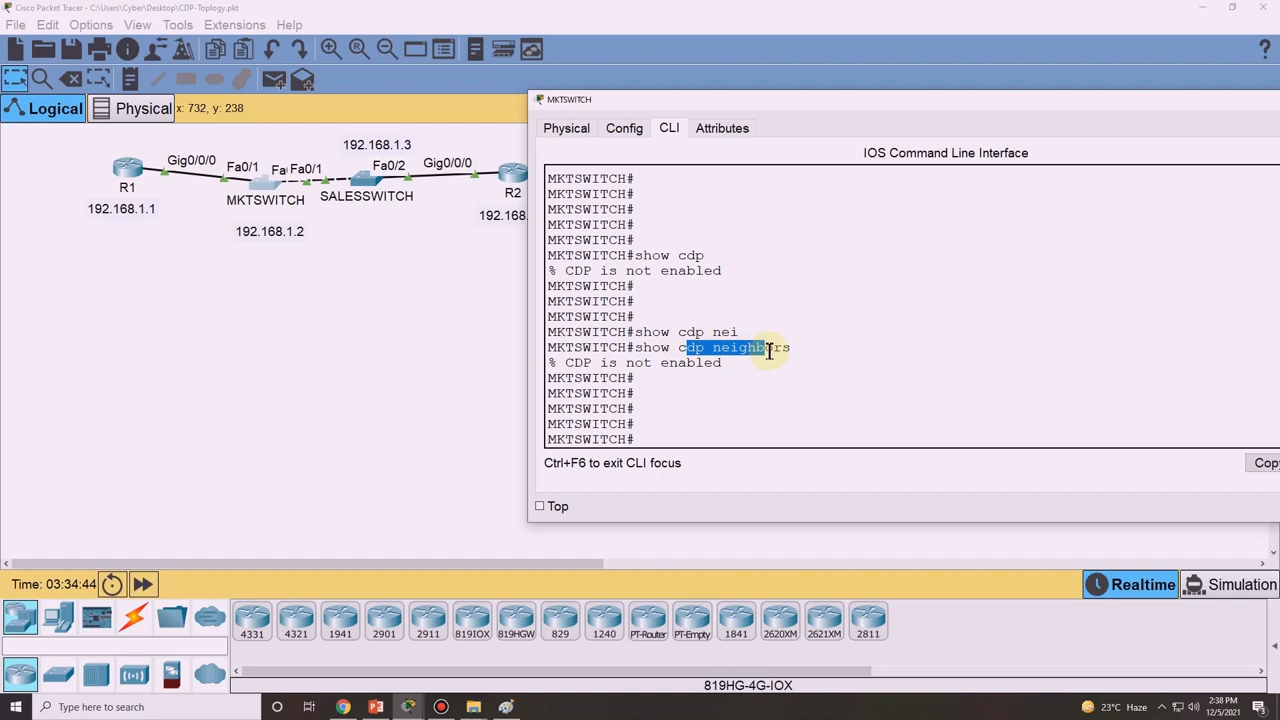 Cisco Packet Tracer - C:\Users\Cyber\Desktop\CDP-Toplogy.pkt
File Edit Options View Tools Extensions Help
Logical Physical x: 732, y: 238
MKTSWITCH
Physical Config CLI Attributes
IOS Command Line Interface
192.168.1.3
Gig0/0/0 Fa0/1 Fa Fa0/1 Fa0/2 Gig0/0/0
R1 MKTSWITCH SALESSWITCH R2
192.168.1.1 192.168.1.2 192.168.
MKTSWITCH#
MKTSWITCH#
MKTSWITCH#
MKTSWITCH#
MKTSWITCH#
MKTSWITCH#show cdp
% CDP is not enabled
MKTSWITCH#
MKTSWITCH#
MKTSWITCH#
MKTSWITCH#show cdp nei
MKTSWITCH#show cdp neighbors
% CDP is not enabled
MKTSWITCH#
MKTSWITCH#
MKTSWITCH#
MKTSWITCH#
MKTSWITCH#
Ctrl+F6 to exit CLI focus
Copy
Top
Time: 03:34:44
Realtime Simulation
4331 4321 1941 2901 2911 819IOX 819HGW 829 1240 PT-Router PT-Empty 1841 2620XM 2621XM 2811
819HG-4G-IOX
Type here to search
23°C Haze
2:38 PM
12/5/2021
3